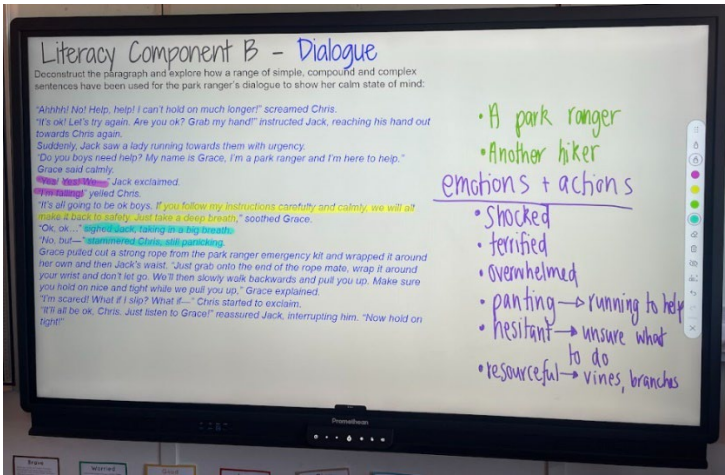 Literacy Component B - Dialogue
Deconstruct the paragraph and explore how a range of simple, compound and complex
sentences have been used for the park ranger's dialogue to show her calm state of mind:
"Ahhhh! No! Help, help! I can't hold on much longer!" screamed Chris.
"It's ok! Let's try again. Are you ok? Grab my hand!" instructed Jack, reaching his hand out
towards Chris again.
Suddenly, Jack saw a lady running towards them with urgency.
"Do you boys need help? My name is Grace, I'm a park ranger and I'm here to help."
Grace said calmly.
"Yes! Yes! We—" Jack exclaimed.
"I'm falling!" yelled Chris.
"It's all going to be ok boys. If you follow my instructions carefully and calmly, we will all
make it back to safety. Just take a deep breath," soothed Grace.
"Ok, ok…" sighed Jack, taking in a big breath.
"No, but—" stammered Chris, still panicking.
Grace pulled out a strong rope from the park ranger emergency kit and wrapped it around
her own and then Jack's waist. "Just grab onto the end of the rope mate, wrap it around
your wrist and don't let go. We'll then slowly walk backwards and pull you up. Make sure
you hold on nice and tight while we pull you up," Grace explained.
"I'm scared! What if I slip? What if—" Chris started to exclaim.
"It'll all be ok, Chris. Just listen to Grace!" reassured Jack, interrupting him. "Now hold on
tight!"
• A park ranger
• Another hiker
emotions + actions
• Shocked
• terrified
• overwhelmed
• panting → running to help
• hesitant → unsure what
to do
• resourceful → vines, branches
Promethean
Brave
Worried